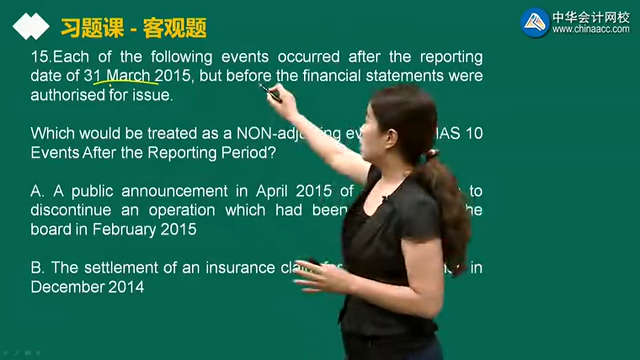 习题课 - 客观题
中华会计网校
www.chinaacc.com
15.Each of the following events occurred after the reporting
date of 31 March 2015, but before the financial statements were
authorised for issue.
Which would be treated as a NON-adjusting IAS 10
Events After the Reporting Period?
A. A public announcement in April 2015 of to
discontinue an operation which had been
board in February 2015
B. The settlement of an insurance claim in
December 2014